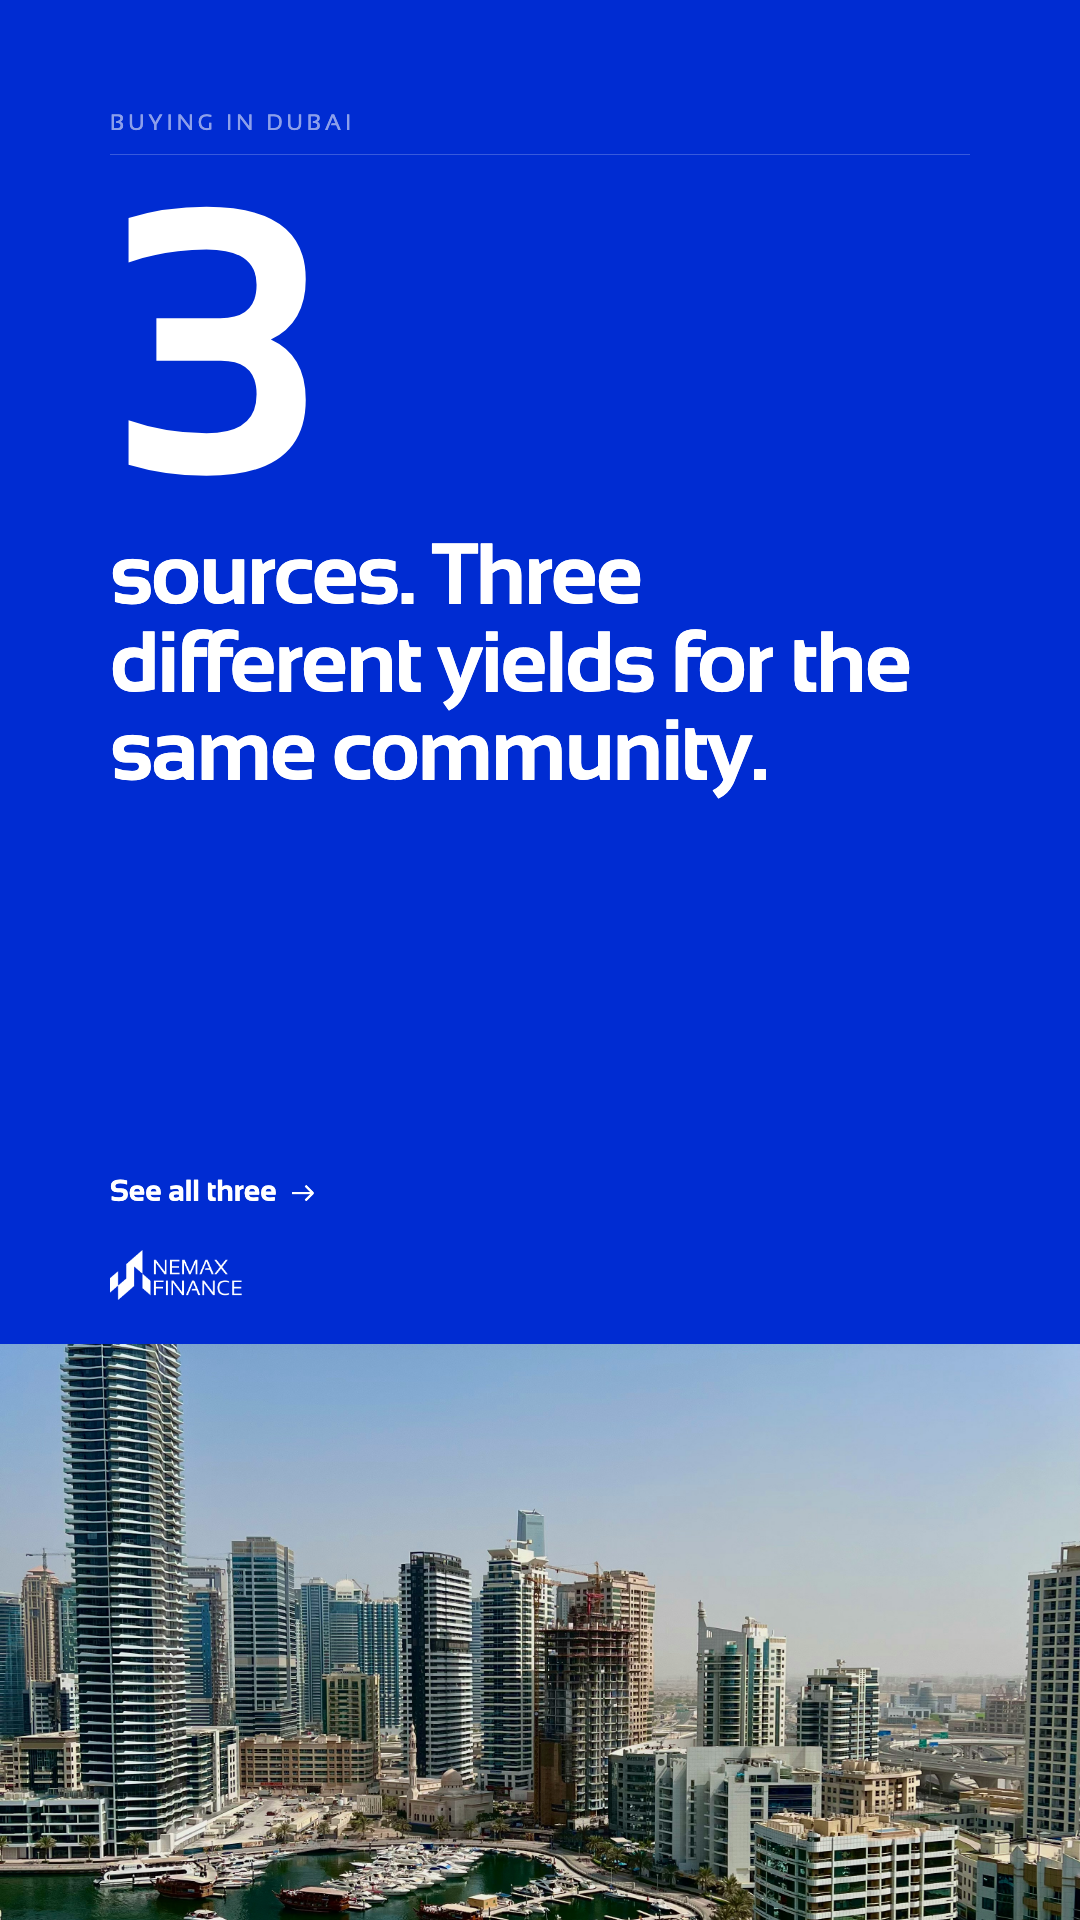 BUYING IN DUBAI
3
sources. Three
different yields for the
same community.
See all three →
NEMAX
FINANCE